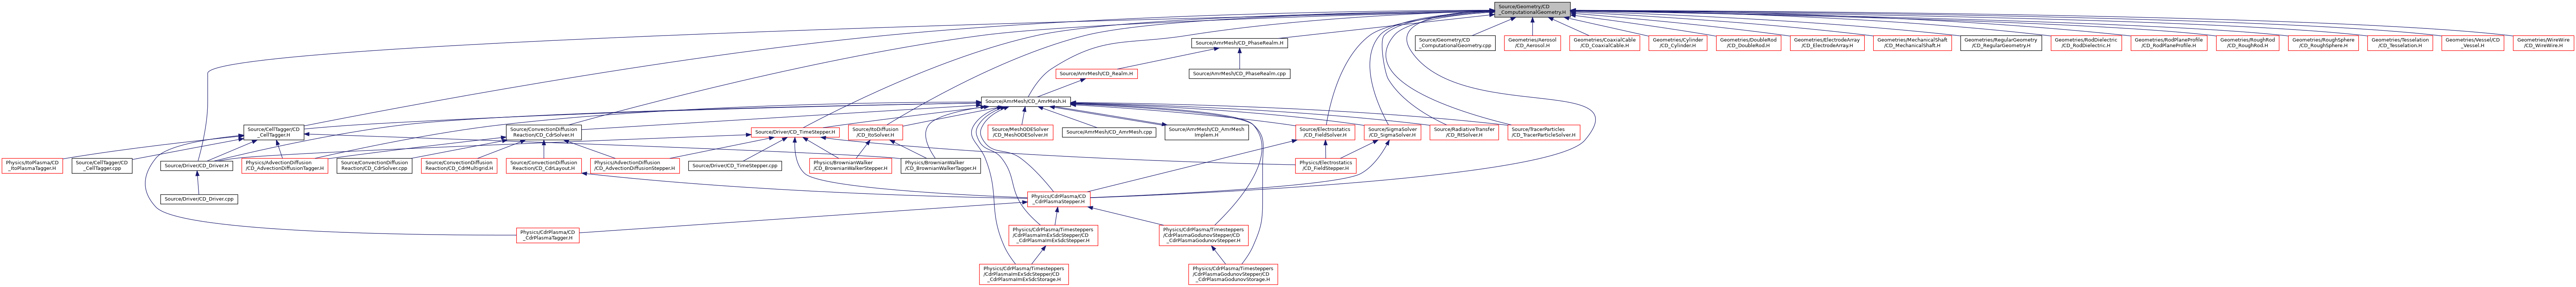 Source/Geometry/CD
_ComputationalGeometry.H
Source/AmrMesh/CD_PhaseRealm.H
Source/Geometry/CD
_ComputationalGeometry.cpp
Geometries/Aerosol
/CD_Aerosol.H
Geometries/CoaxialCable
/CD_CoaxialCable.H
Geometries/Cylinder
/CD_Cylinder.H
Geometries/DoubleRod
/CD_DoubleRod.H
Geometries/ElectrodeArray
/CD_ElectrodeArray.H
Geometries/MechanicalShaft
/CD_MechanicalShaft.H
Geometries/RegularGeometry
/CD_RegularGeometry.H
Geometries/RodDielectric
/CD_RodDielectric.H
Geometries/RodPlaneProfile
/CD_RodPlaneProfile.H
Geometries/RoughRod
/CD_RoughRod.H
Geometries/RoughSphere
/CD_RoughSphere.H
Geometries/Tesselation
/CD_Tesselation.H
Geometries/Vessel/CD
_Vessel.H
Geometries/WireWire
/CD_WireWire.H
Source/AmrMesh/CD_Realm.H
Source/AmrMesh/CD_PhaseRealm.cpp
Source/AmrMesh/CD_AmrMesh.H
Source/CellTagger/CD
_CellTagger.H
Source/ConvectionDiffusion
Reaction/CD_CdrSolver.H
Source/Driver/CD_TimeStepper.H
Source/ItoDiffusion
/CD_ItoSolver.H
Source/MeshODESolver
/CD_MeshODESolver.H
Source/AmrMesh/CD_AmrMesh.cpp
Source/AmrMesh/CD_AmrMesh
Implem.H
Source/Electrostatics
/CD_FieldSolver.H
Source/SigmaSolver
/CD_SigmaSolver.H
Source/RadiativeTransfer
/CD_RtSolver.H
Source/TracerParticles
/CD_TracerParticleSolver.H
Physics/ItoPlasma/CD
_ItoPlasmaTagger.H
Source/CellTagger/CD
_CellTagger.cpp
Source/Driver/CD_Driver.H
Physics/AdvectionDiffusion
/CD_AdvectionDiffusionTagger.H
Source/ConvectionDiffusion
Reaction/CD_CdrSolver.cpp
Source/ConvectionDiffusion
Reaction/CD_CdrMultigrid.H
Source/ConvectionDiffusion
Reaction/CD_CdrLayout.H
Physics/AdvectionDiffusion
/CD_AdvectionDiffusionStepper.H
Source/Driver/CD_TimeStepper.cpp
Physics/BrownianWalker
/CD_BrownianWalkerStepper.H
Physics/BrownianWalker
/CD_BrownianWalkerTagger.H
Physics/Electrostatics
/CD_FieldStepper.H
Source/Driver/CD_Driver.cpp
Physics/CdrPlasma/CD
_CdrPlasmaStepper.H
Physics/CdrPlasma/CD
_CdrPlasmaTagger.H
Physics/CdrPlasma/Timesteppers
/CdrPlasmaImExSdcStepper/CD
_CdrPlasmaImExSdcStepper.H
Physics/CdrPlasma/Timesteppers
/CdrPlasmaGodunovStepper/CD
_CdrPlasmaGodunovStepper.H
Physics/CdrPlasma/Timesteppers
/CdrPlasmaImExSdcStepper/CD
_CdrPlasmaImExSdcStorage.H
Physics/CdrPlasma/Timesteppers
/CdrPlasmaGodunovStepper/CD
_CdrPlasmaGodunovStorage.H